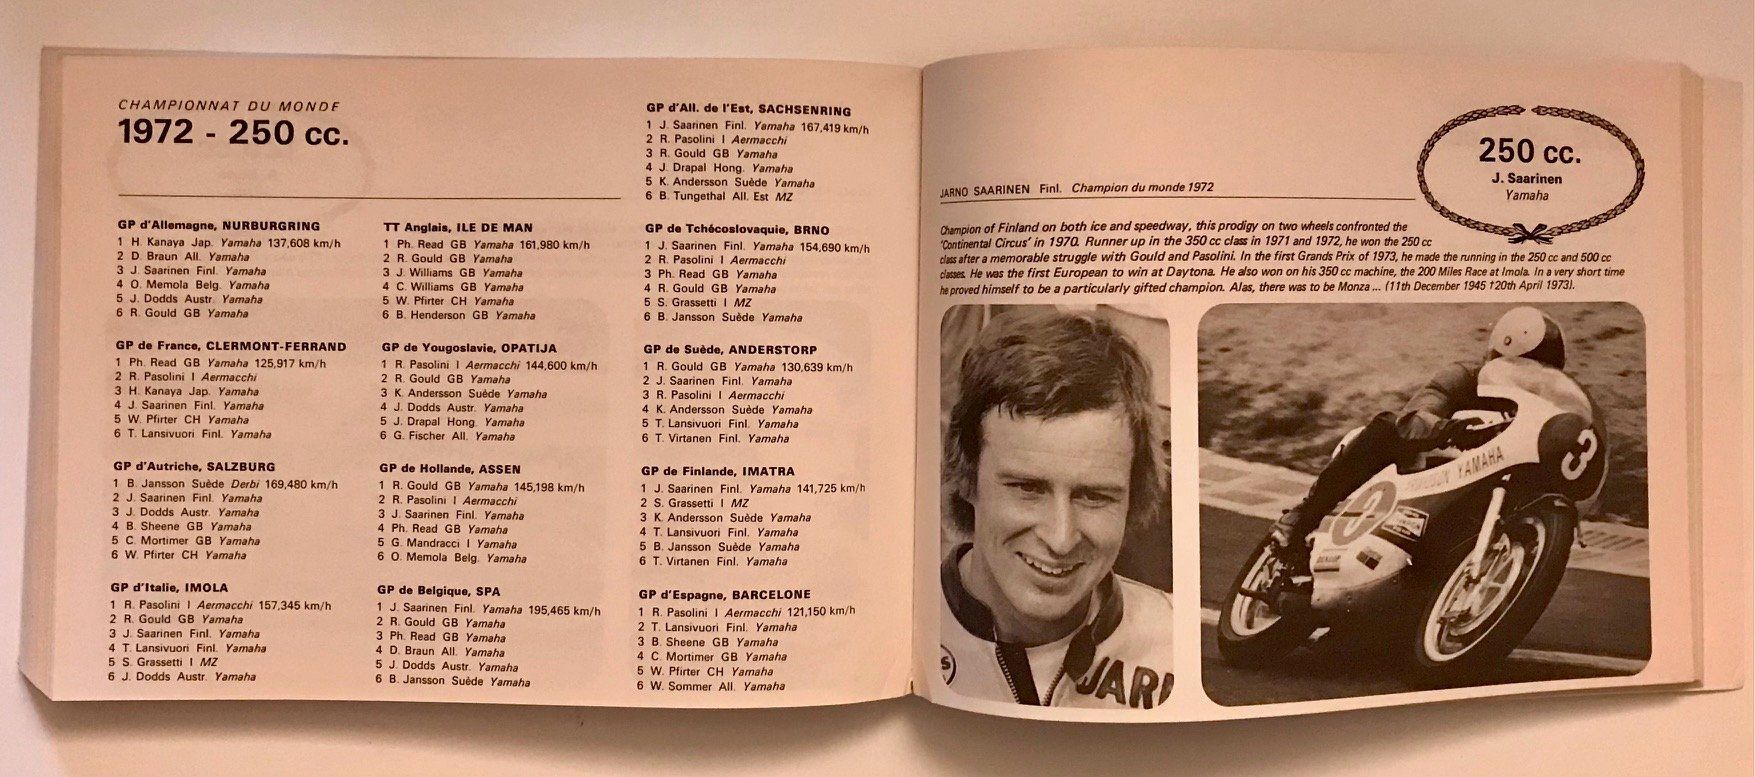 CHAMPIONNAT DU MONDE
1972 - 250 cc.
GP d'Allemagne, NURBURGRING
1 H. Kanaya Jap. Yamaha 137,608 km/h
2 D. Braun All. Yamaha
3 J. Saarinen Finl. Yamaha
4 O. Memola Belg. Yamaha
5 J. Dodds Austr. Yamaha
6 R. Gould GB Yamaha
GP de France, CLERMONT-FERRAND
1 Ph. Read GB Yamaha 125,917 km/h
2 R. Pasolini I Aermacchi
3 H. Kanaya Jap. Yamaha
4 J. Saarinen Finl. Yamaha
5 W. Pfirter CH Yamaha
6 T. Lansivuori Finl. Yamaha
GP d'Autriche, SALZBURG
1 B. Jansson Suède Derbi 169,480 km/h
2 J. Saarinen Finl. Yamaha
3 J. Dodds Austr. Yamaha
4 B. Sheene GB Yamaha
5 C. Mortimer GB Yamaha
6 W. Pfirter CH Yamaha
GP d'Italie, IMOLA
1 R. Pasolini I Aermacchi 157,345 km/h
2 R. Gould GB Yamaha
3 J. Saarinen Finl. Yamaha
4 T. Lansivuori Finl. Yamaha
5 S. Grassetti I MZ
6 J. Dodds Austr. Yamaha
TT Anglais, ILE DE MAN
1 Ph. Read GB Yamaha 161,980 km/h
2 R. Gould GB Yamaha
3 J. Williams GB Yamaha
4 C. Williams GB Yamaha
5 W. Pfirter CH Yamaha
6 B. Henderson GB Yamaha
GP de Yougoslavie, OPATIJA
1 R. Pasolini I Aermacchi 144,600 km/h
2 R. Gould GB Yamaha
3 K. Andersson Suède Yamaha
4 J. Dodds Austr. Yamaha
5 J. Drapal Hong. Yamaha
6 G. Fischer All. Yamaha
GP de Hollande, ASSEN
1 R. Gould GB Yamaha 145,198 km/h
2 R. Pasolini I Aermacchi
3 J. Saarinen Finl. Yamaha
4 Ph. Read GB Yamaha
5 G. Mandracci I Yamaha
6 O. Memola Belg. Yamaha
GP de Belgique, SPA
1 J. Saarinen Finl. Yamaha 195,465 km/h
2 R. Gould GB Yamaha
3 Ph. Read GB Yamaha
4 D. Braun All. Yamaha
5 J. Dodds Austr. Yamaha
6 B. Jansson Suède Yamaha
GP d'All. de l'Est, SACHSENRING
1 J. Saarinen Finl. Yamaha 167,419 km/h
2 R. Pasolini I Aermacchi
3 R. Gould GB Yamaha
4 J. Drapal Hong. Yamaha
5 K. Andersson Suède Yamaha
6 B. Tungethal All. Est MZ
GP de Tchécoslovaquie, BRNO
1 J. Saarinen Finl. Yamaha 154,690 km/h
2 R. Pasolini I Aermacchi
3 Ph. Read GB Yamaha
4 R. Gould GB Yamaha
5 S. Grassetti I MZ
6 B. Jansson Suède Yamaha
GP de Suède, ANDERSTORP
1 R. Gould GB Yamaha 130,639 km/h
2 J. Saarinen Finl. Yamaha
3 R. Pasolini I Aermacchi
4 K. Andersson Suède Yamaha
5 T. Lansivuori Finl. Yamaha
6 T. Virtanen Finl. Yamaha
GP de Finlande, IMATRA
1 J. Saarinen Finl. Yamaha 141,725 km/h
2 S. Grassetti I MZ
3 K. Andersson Suède Yamaha
4 T. Lansivuori Finl. Yamaha
5 B. Jansson Suède Yamaha
6 T. Virtanen Finl. Yamaha
GP d'Espagne, BARCELONE
1 R. Pasolini I Aermacchi 121,150 km/h
2 T. Lansivuori Finl. Yamaha
3 B. Sheene GB Yamaha
4 C. Mortimer GB Yamaha
5 W. Pfirter CH Yamaha
6 W. Sommer All. Yamaha
250 cc.
J. Saarinen
Yamaha
JARNO SAARINEN Finl. Champion du monde 1972
Champion of Finland on both ice and speedway, this prodigy on two wheels confronted the
'Continental Circus' in 1970. Runner up in the 350 cc class in 1971 and 1972, he won the 250 cc
class after a memorable struggle with Gould and Pasolini. In the first Grands Prix of 1973, he made the running in the 250 cc and 500 cc
classes. He was the first European to win at Daytona. He also won on his 350 cc machine, the 200 Miles Race at Imola. In a very short time
he proved himself to be a particularly gifted champion. Alas, there was to be Monza ... (11th December 1945 †20th April 1973).
JARN
3
YAMAHA